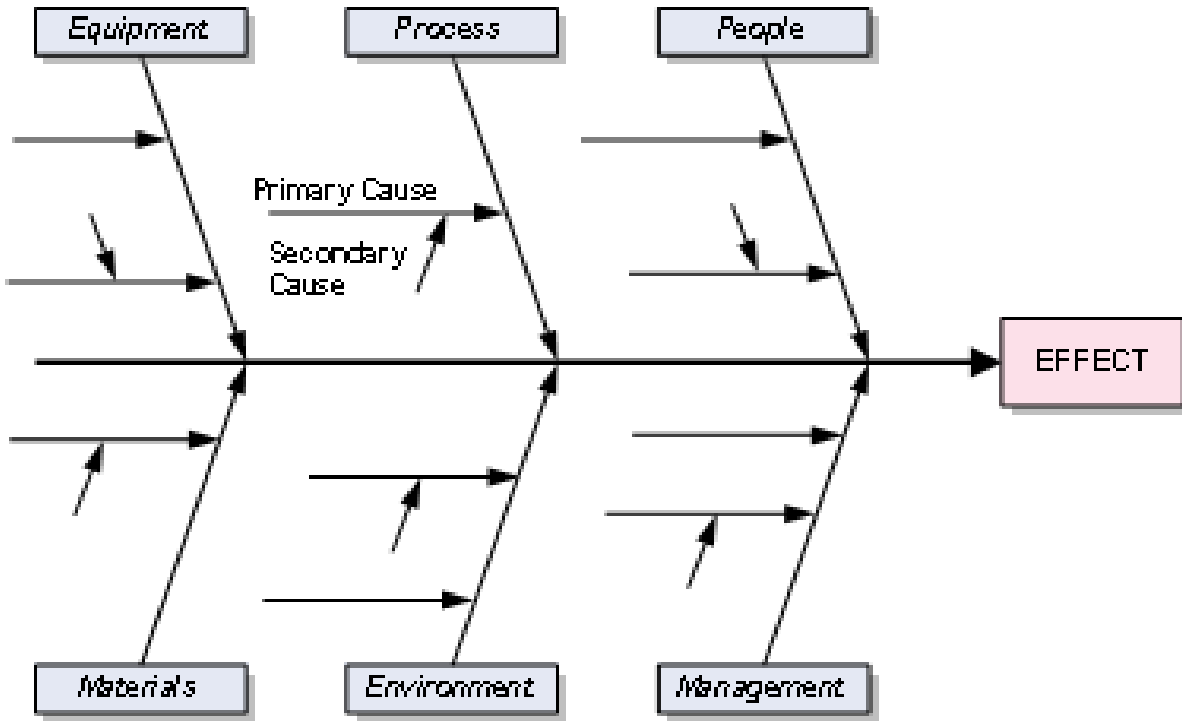 Equipment
Process
People
Primary Cause
Secondary
Cause
EFFECT
Materials
Environment
Management